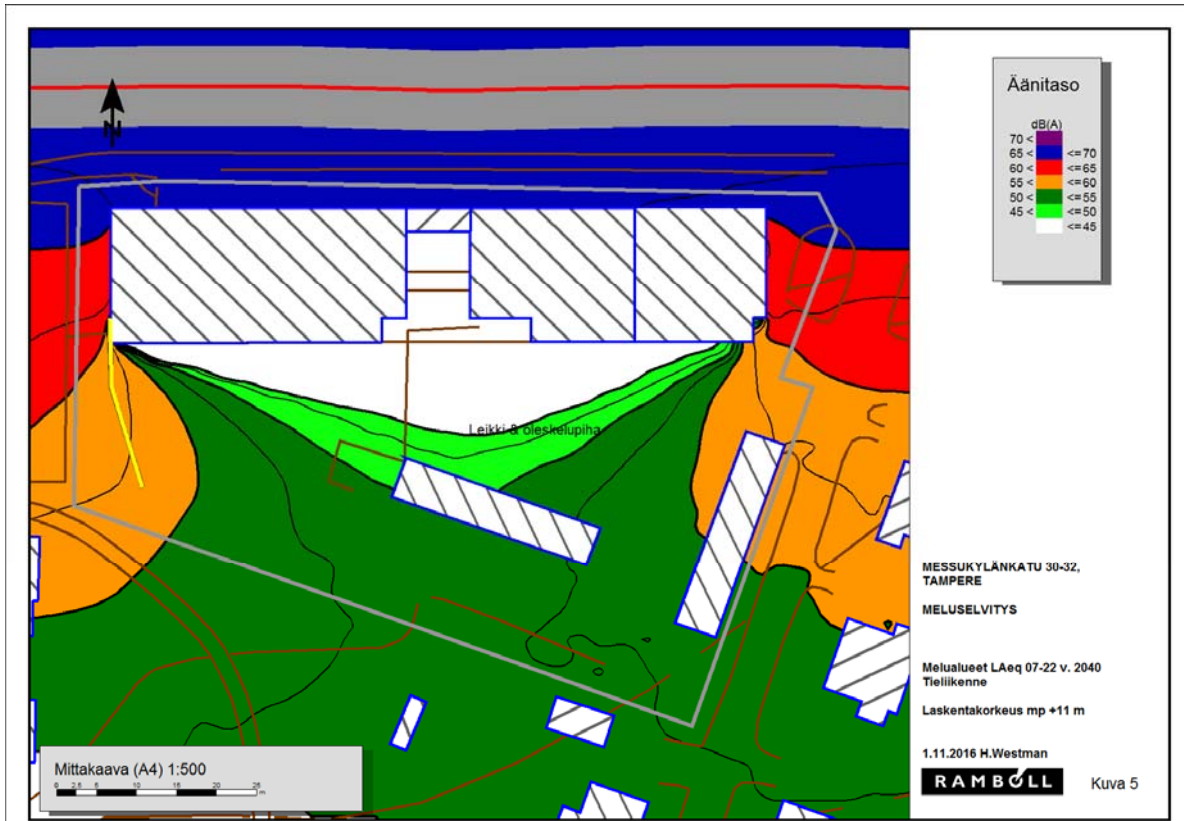 N
Leikki & oleskelupiha
Äänitaso
dB(A)
70 <
65 < <= 70
60 < <= 65
55 < <= 60
50 < <= 55
45 < <= 50
<= 45
MESSUKYLÄNKATU 30-32,
TAMPERE
MELUSELVITYS
Melualueet LAeq 07-22 v. 2040
Tieliikenne
Laskentakorkeus mp +11 m
1.11.2016 H.Westman
RAMBOLL
Kuva 5
Mittakaava (A4) 1:500
0 2,5 5 10 15 20 25
m